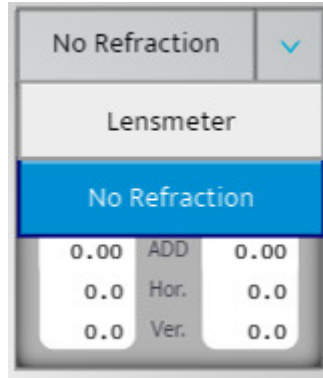 No Refraction
Lensmeter
No Refraction
0.00 ADD 0.00
0.0 Hor. 0.0
0.0 Ver. 0.0